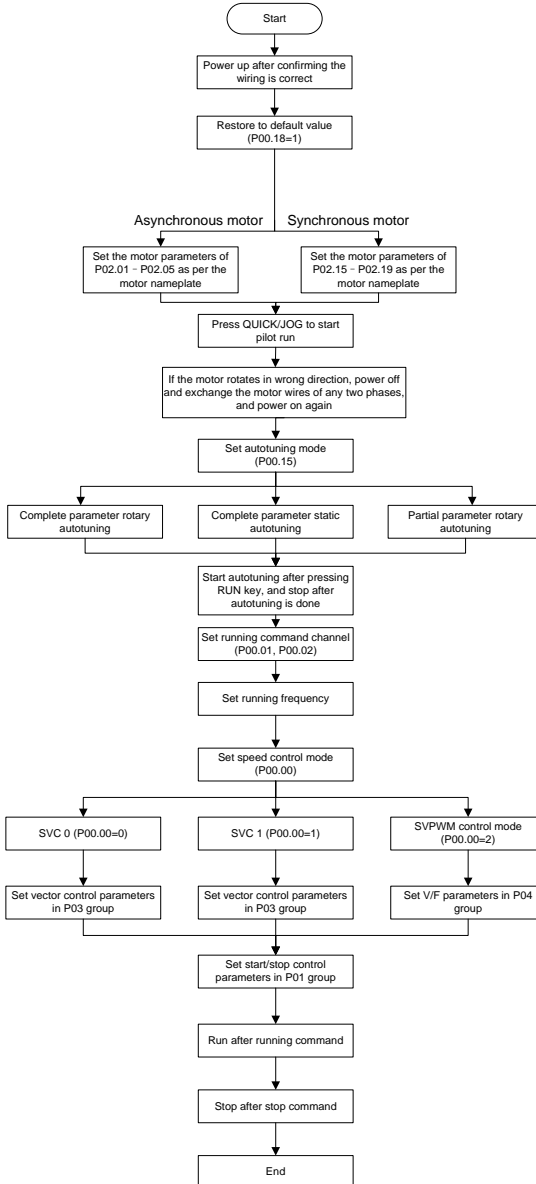 Start
Power up after confirming the
wiring is correct
Restore to default value
(P00.18=1)
Asynchronous motor
Synchronous motor
Set the motor parameters of
P02.01﹣P02.05 as per the
motor nameplate
Set the motor parameters of
P02.15﹣P02.19 as per the
motor nameplate
Press QUICK/JOG to start
pilot run
If the motor rotates in wrong direction, power off
and exchange the motor wires of any two phases,
and power on again
Set autotuning mode
(P00.15)
Complete parameter rotary
autotuning
Complete parameter static
autotuning
Partial parameter rotary
autotuning
Start autotuning after pressing
RUN key, and stop after
autotuning is done
Set running command channel
(P00.01, P00.02)
Set running frequency
Set speed control mode
(P00.00)
SVC 0 (P00.00=0)
SVC 1 (P00.00=1)
SVPWM control mode
(P00.00=2)
Set vector control parameters
in P03 group
Set vector control parameters
in P03 group
Set V/F parameters in P04
group
Set start/stop control
parameters in P01 group
Run after running command
Stop after stop command
End